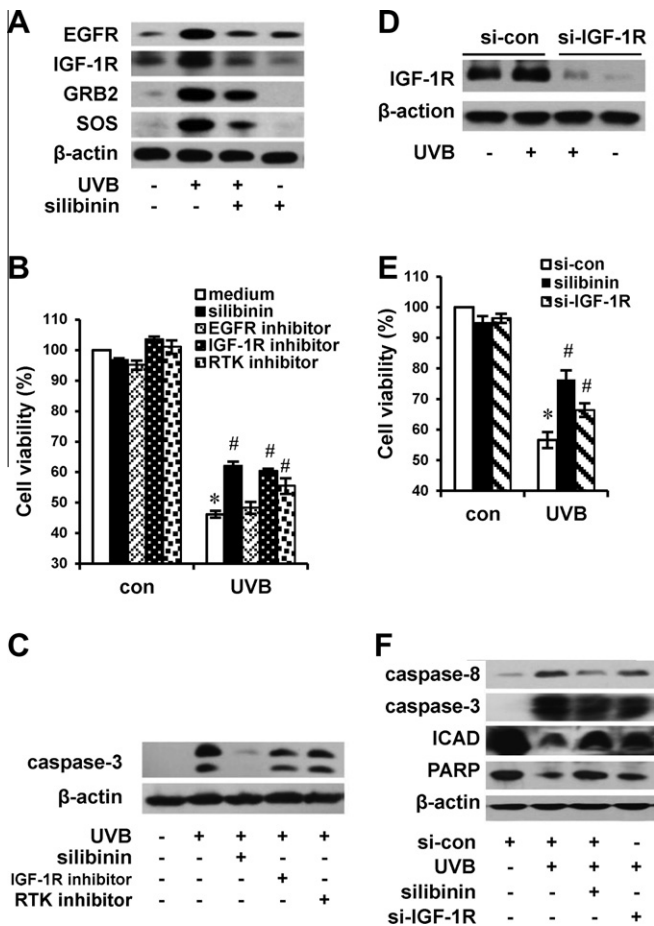 A
EGFR
IGF-1R
GRB2
SOS
β-actin
UVB - + + -
silibinin - - + +
B
medium
silibinin
EGFR inhibitor
IGF-1R inhibitor
RTK inhibitor
Cell viability (%)
110
100
90
80
70
60
50
40
30
* # # #
con UVB
C
caspase-3
β-actin
UVB - + + + +
silibinin - - + - -
IGF-1R inhibitor - - - + -
RTK inhibitor - - - - +
D
si-con si-IGF-1R
IGF-1R
β-action
UVB - + + -
E
si-con
silibinin
si-IGF-1R
Cell viability (%)
110
100
90
80
70
60
50
40
* # #
con UVB
F
caspase-8
caspase-3
ICAD
PARP
β-actin
si-con + + + -
UVB - + + +
silibinin - - + -
si-IGF-1R - - - +